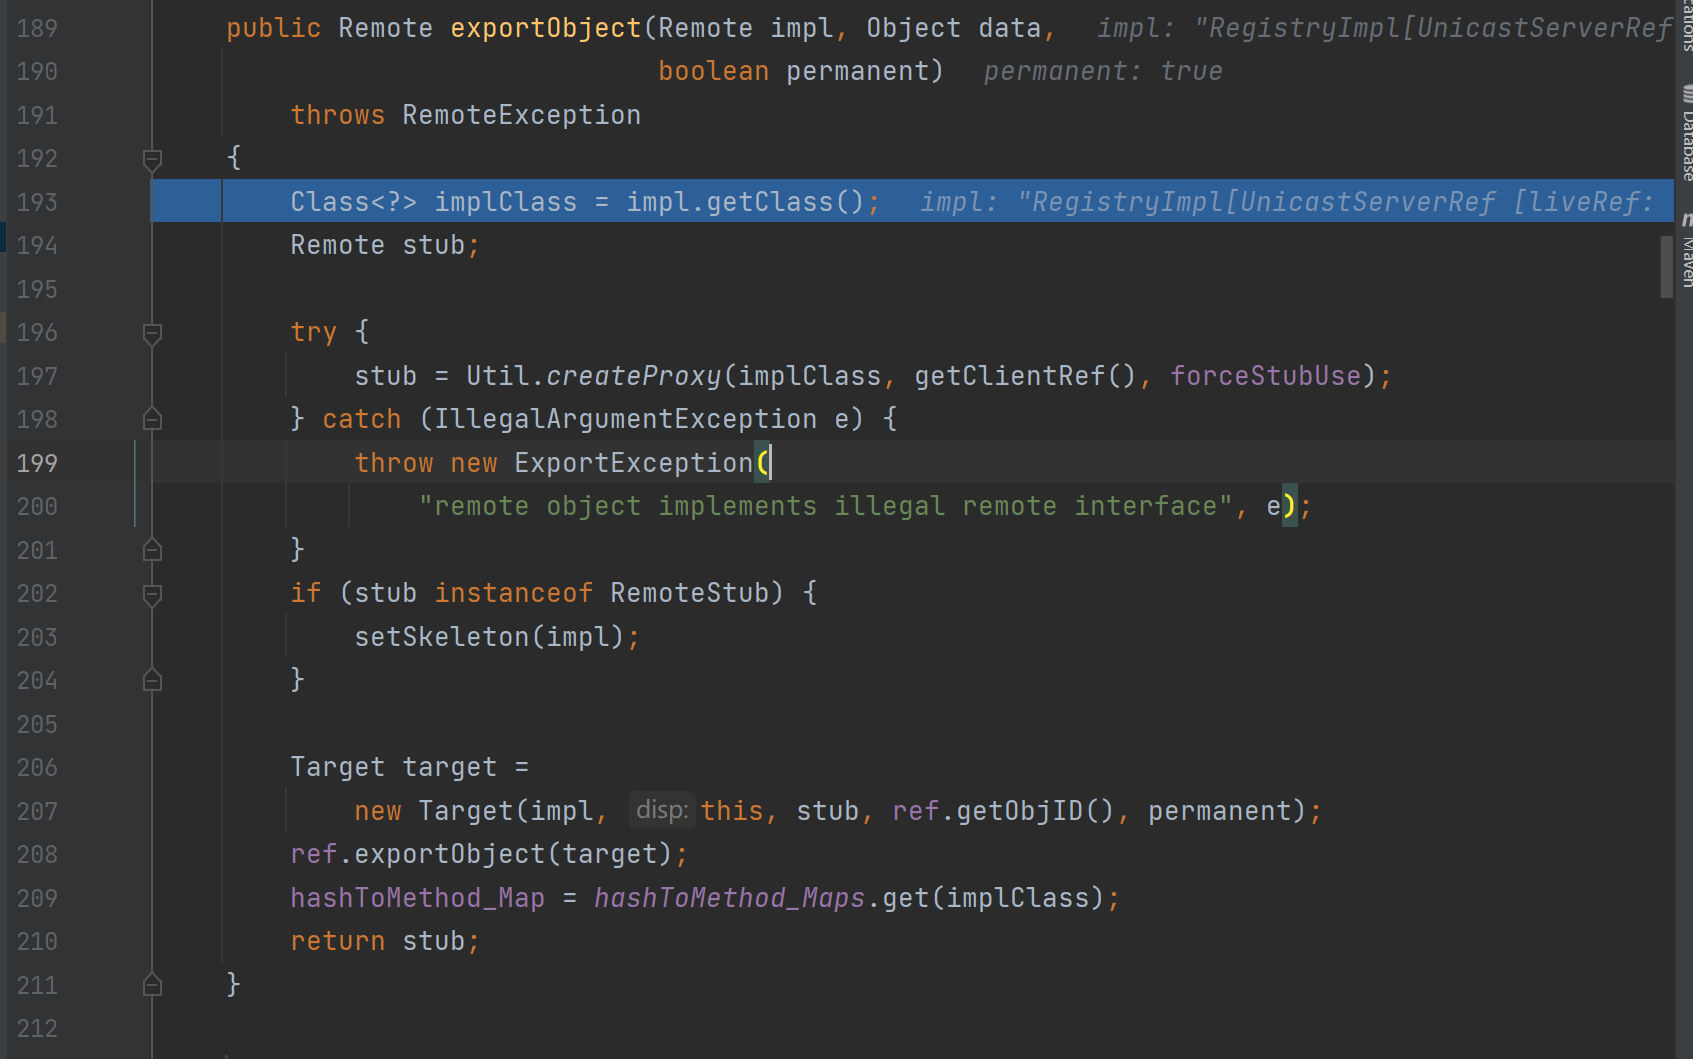 189 public Remote exportObject(Remote impl, Object data, impl: "RegistryImpl[UnicastServerRef
190 boolean permanent) permanent: true
191 throws RemoteException
192 {
193 Class<?> implClass = impl.getClass(); impl: "RegistryImpl[UnicastServerRef [liveRef:
194 Remote stub;
195
196 try {
197 stub = Util.createProxy(implClass, getClientRef(), forceStubUse);
198 } catch (IllegalArgumentException e) {
199 throw new ExportException(
200 "remote object implements illegal remote interface", e);
201 }
202 if (stub instanceof RemoteStub) {
203 setSkeleton(impl);
204 }
205
206 Target target =
207 new Target(impl, disp: this, stub, ref.getObjID(), permanent);
208 ref.exportObject(target);
209 hashToMethod_Map = hashToMethod_Maps.get(implClass);
210 return stub;
211 }
212
Database
Maven